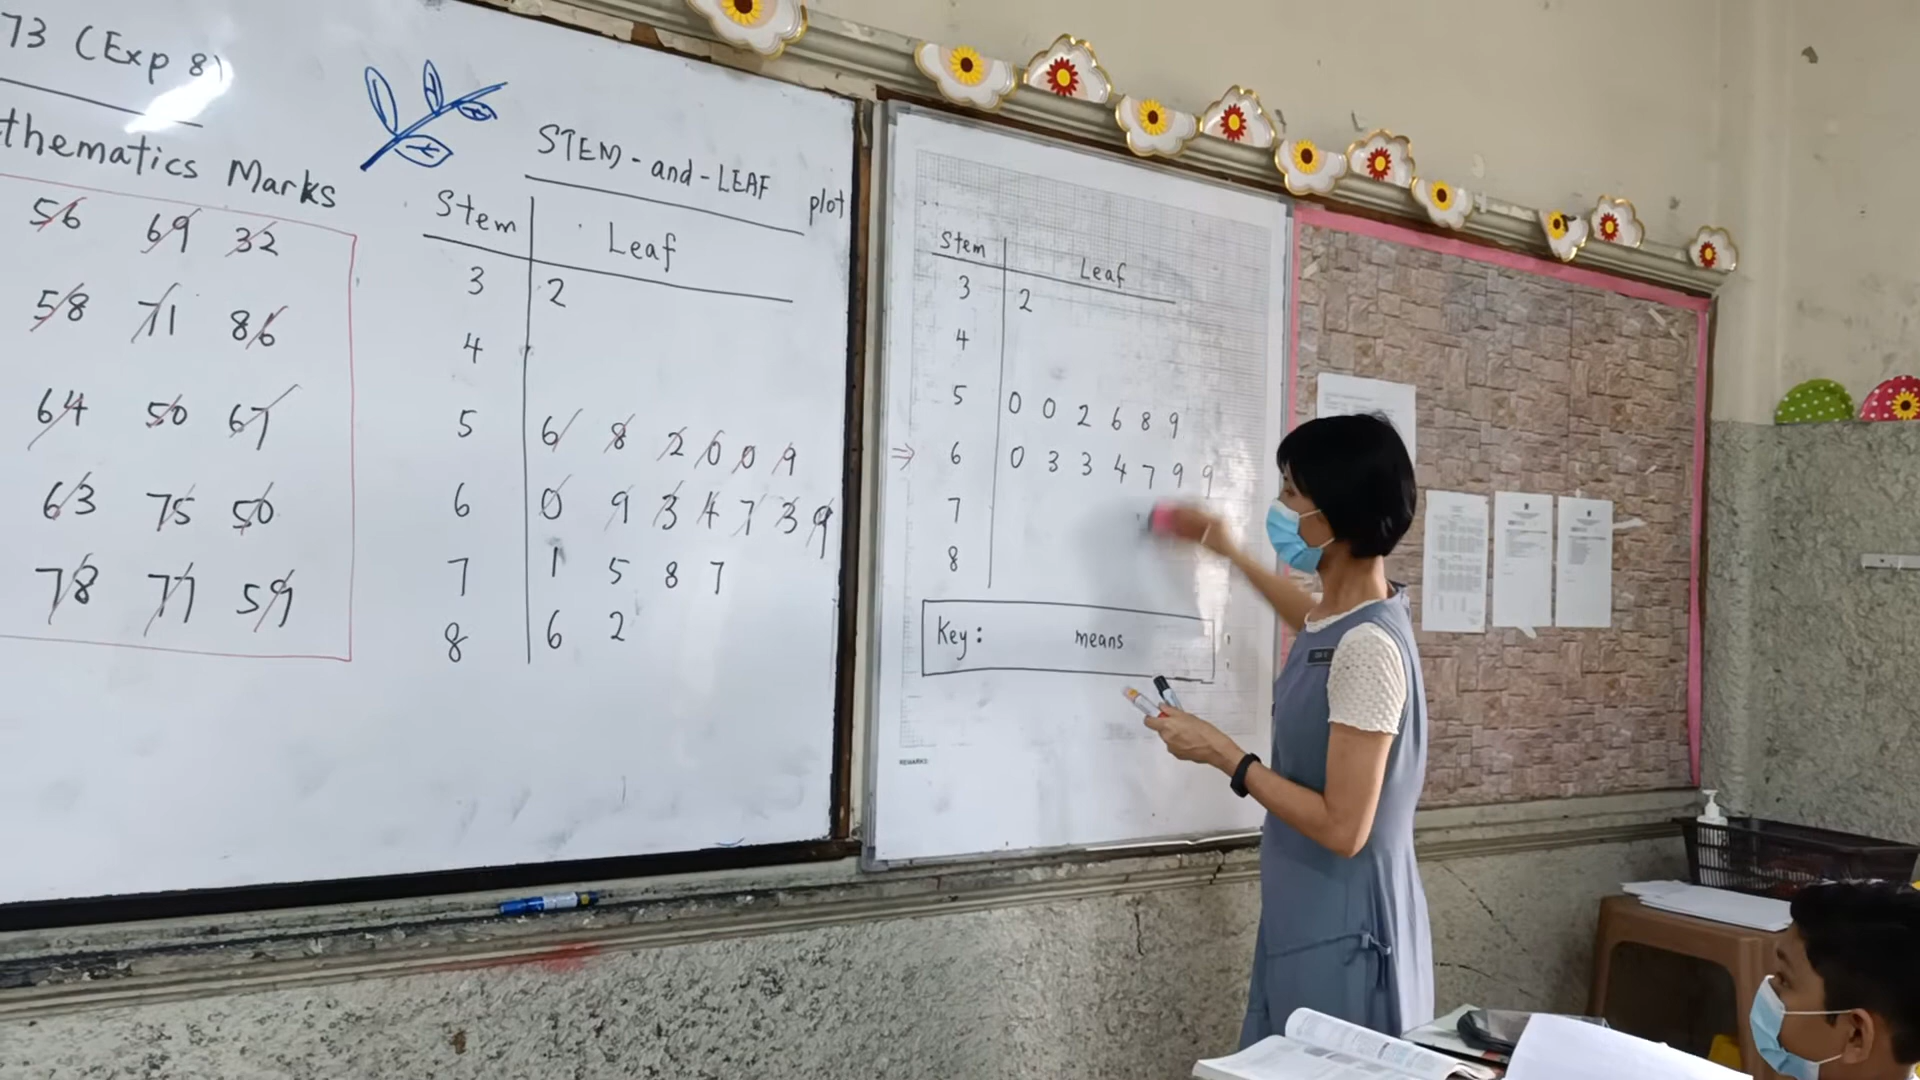 73 (Exp 8)
thematics Marks
56 69 32
58 71 86
64 50 67
63 75 50
78 77 59
STEM-and-LEAF plot
Stem Leaf
3 2
4
5 6 8 2 0 0 9
6 0 9 3 4 7 3 9
7 1 5 8 7
8 6 2
Stem Leaf
3 2
4
5 0 0 2 6 8 9
⇒ 6 0 3 3 4 7 9 9
7
8
Key: means
REMARKS: